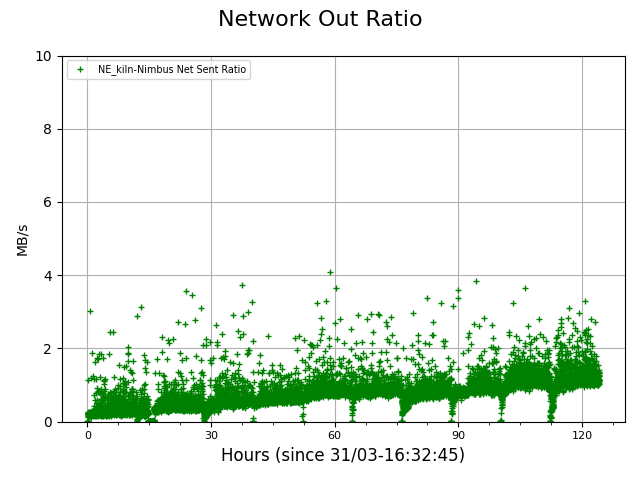 Network Out Ratio
10
8
6
4
2
0
MB/s
NE_kiln-Nimbus Net Sent Ratio
0 30 60 90 120
Hours (since 31/03-16:32:45)